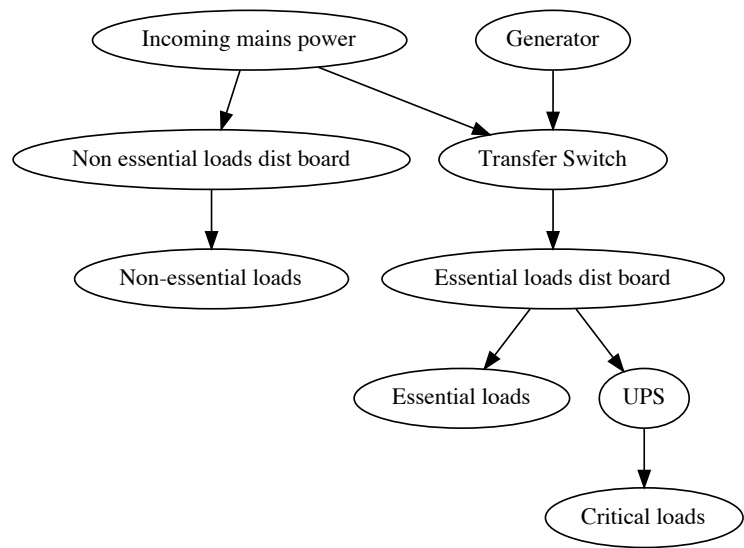 Incoming mains power
Generator
Non essential loads dist board
Transfer Switch
Non-essential loads
Essential loads dist board
Essential loads
UPS
Critical loads